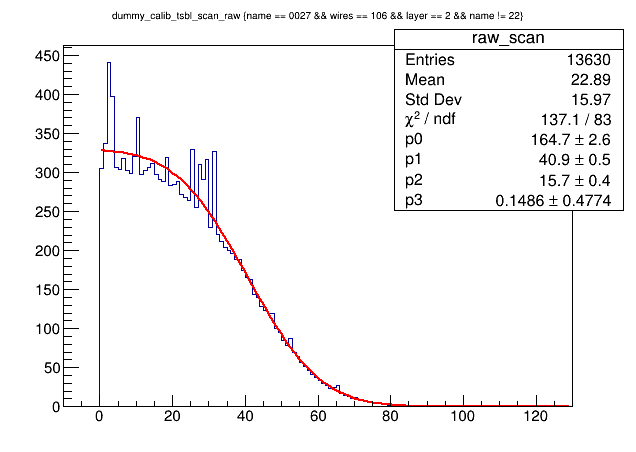 dummy_calib_tsbl_scan_raw {name == 0027 && wires == 106 && layer == 2 && name != 22}
raw_scan
Entries 13630
Mean 22.89
Std Dev 15.97
χ² / ndf 137.1 / 83
p0 164.7 ± 2.6
p1 40.9 ± 0.5
p2 15.7 ± 0.4
p3 0.1486 ± 0.4774
450
400
350
300
250
200
150
100
50
0
0 20 40 60 80 100 120